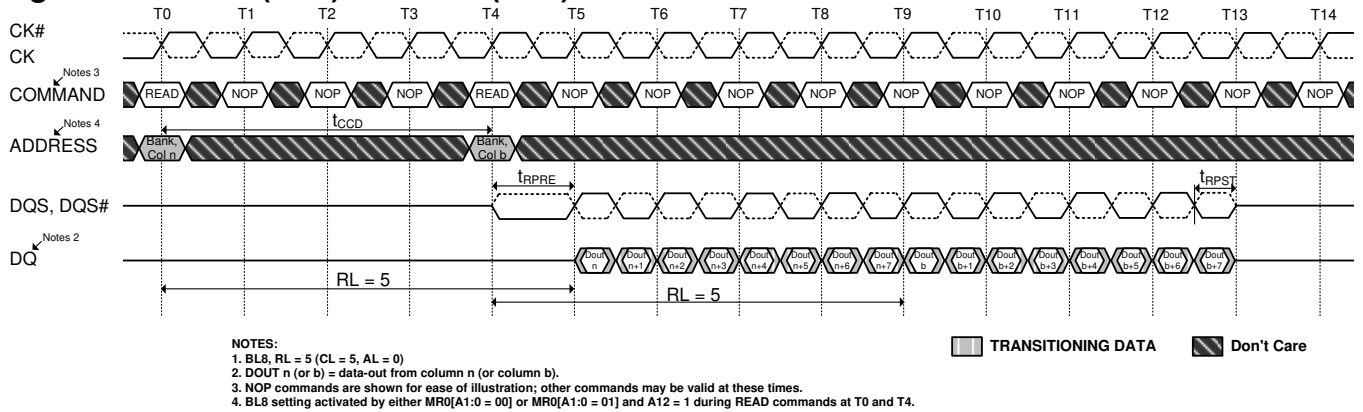 T0 T1 T2 T3 T4 T5 T6 T7 T8 T9 T10 T11 T12 T13 T14
CK#
CK
Notes 3
COMMAND READ NOP NOP NOP READ NOP NOP NOP NOP NOP NOP NOP NOP NOP NOP
Notes 4
tCCD
ADDRESS Bank, Col n Bank, Col b
tRPRE tRPST
DQS, DQS#
Notes 2
DQ Dout n Dout n+1 Dout n+2 Dout n+3 Dout n+4 Dout n+5 Dout n+6 Dout n+7 Dout b Dout b+1 Dout b+2 Dout b+3 Dout b+4 Dout b+5 Dout b+6 Dout b+7
RL = 5 RL = 5
NOTES:
1. BL8, RL = 5 (CL = 5, AL = 0)
2. DOUT n (or b) = data-out from column n (or column b).
3. NOP commands are shown for ease of illustration; other commands may be valid at these times.
4. BL8 setting activated by either MR0[A1:0 = 00] or MR0[A1:0 = 01] and A12 = 1 during READ commands at T0 and T4.
TRANSITIONING DATA Don't Care